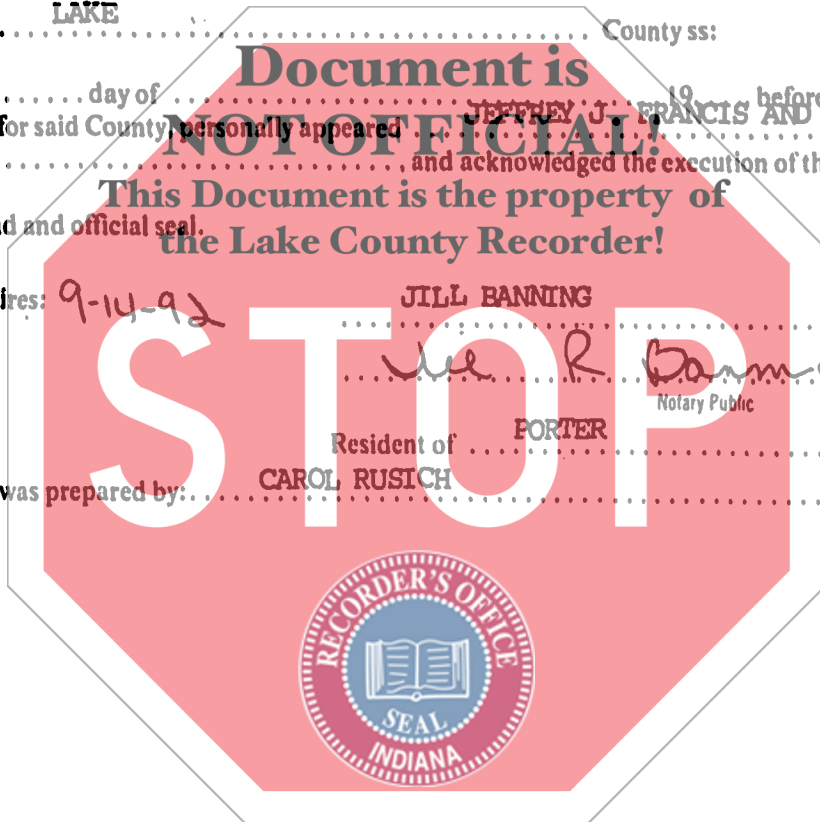 LAKE
County ss:
Document is
day of 19 before
for said County, personally appeared JEFFREY J. FRANCIS AND
NOT OFFICIAL!
and acknowledged the execution of th
This Document is the property of
d and official seal.
the Lake County Recorder!
ires: 9-14-92 JILL BANNING
STOP
Jill R Bann
Notary Public
Resident of PORTER
was prepared by: CAROL RUSICH
RECORDER'S OFFICE
SEAL
INDIANA